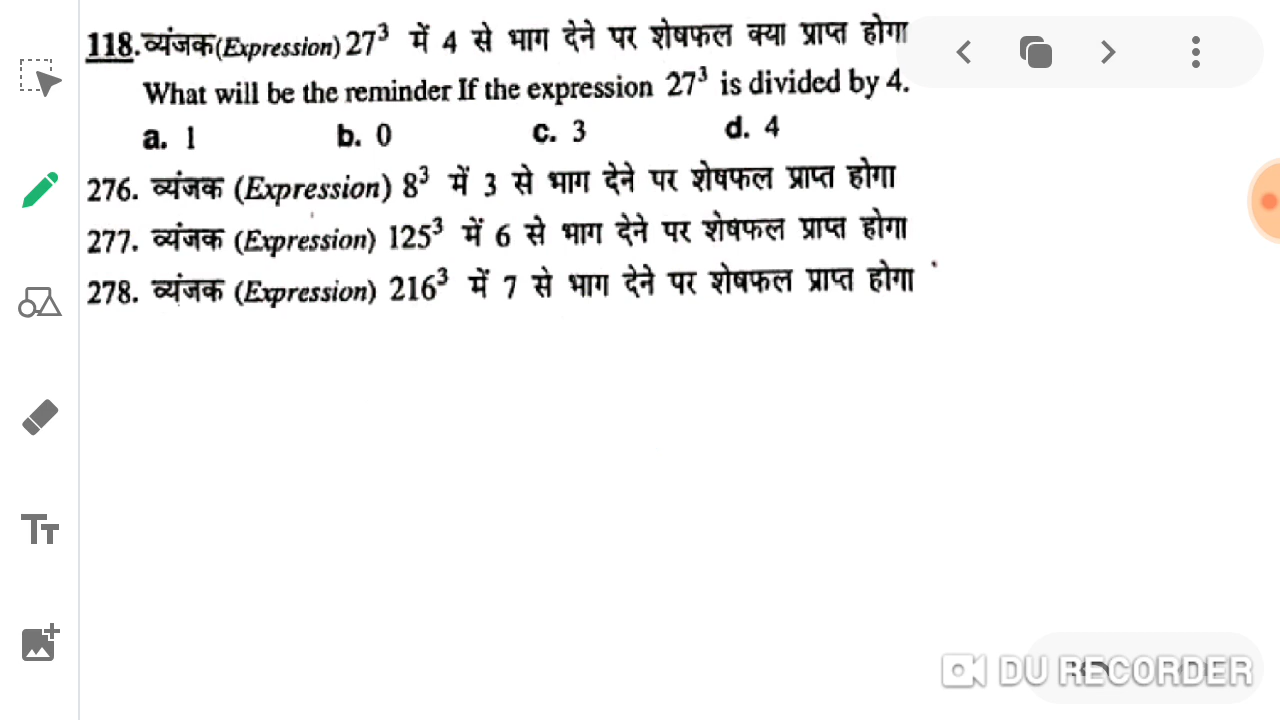 118.व्यंजक(Expression) 27³ में 4 से भाग देने पर शेषफल क्या प्राप्त होगा
What will be the reminder If the expression 27³ is divided by 4.
a. 1 b. 0 c. 3 d. 4
276. व्यंजक (Expression) 8³ में 3 से भाग देने पर शेषफल प्राप्त होगा
277. व्यंजक (Expression) 125³ में 6 से भाग देने पर शेषफल प्राप्त होगा
278. व्यंजक (Expression) 216³ में 7 से भाग देने पर शेषफल प्राप्त होगा
TT
DU RECORDER